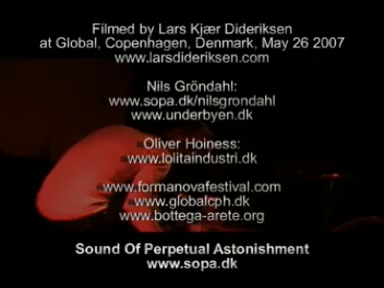 Filmed by Lars Kjær Dideriksen
at Global, Copenhagen, Denmark, May 26 2007
www.larsdideriksen.com
Nils Gröndahl:
www.sopa.dk/nilsgrondahl
www.underbyen.dk
Oliver Hoiness:
www.lolitaindustri.dk
www.formanovafestival.com
www.globalcph.dk
www.bottega-arete.org
Sound Of Perpetual Astonishment
www.sopa.dk